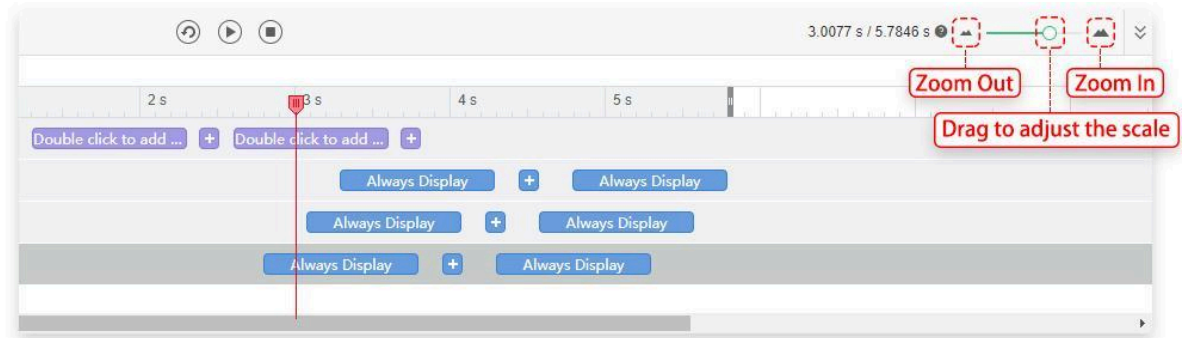 3.0077 s / 5.7846 s
Zoom Out
Zoom In
Drag to adjust the scale
2 s
3 s
4 s
5 s
Double click to add ...
+
Double click to add ...
+
Always Display
+
Always Display
Always Display
+
Always Display
Always Display
+
Always Display